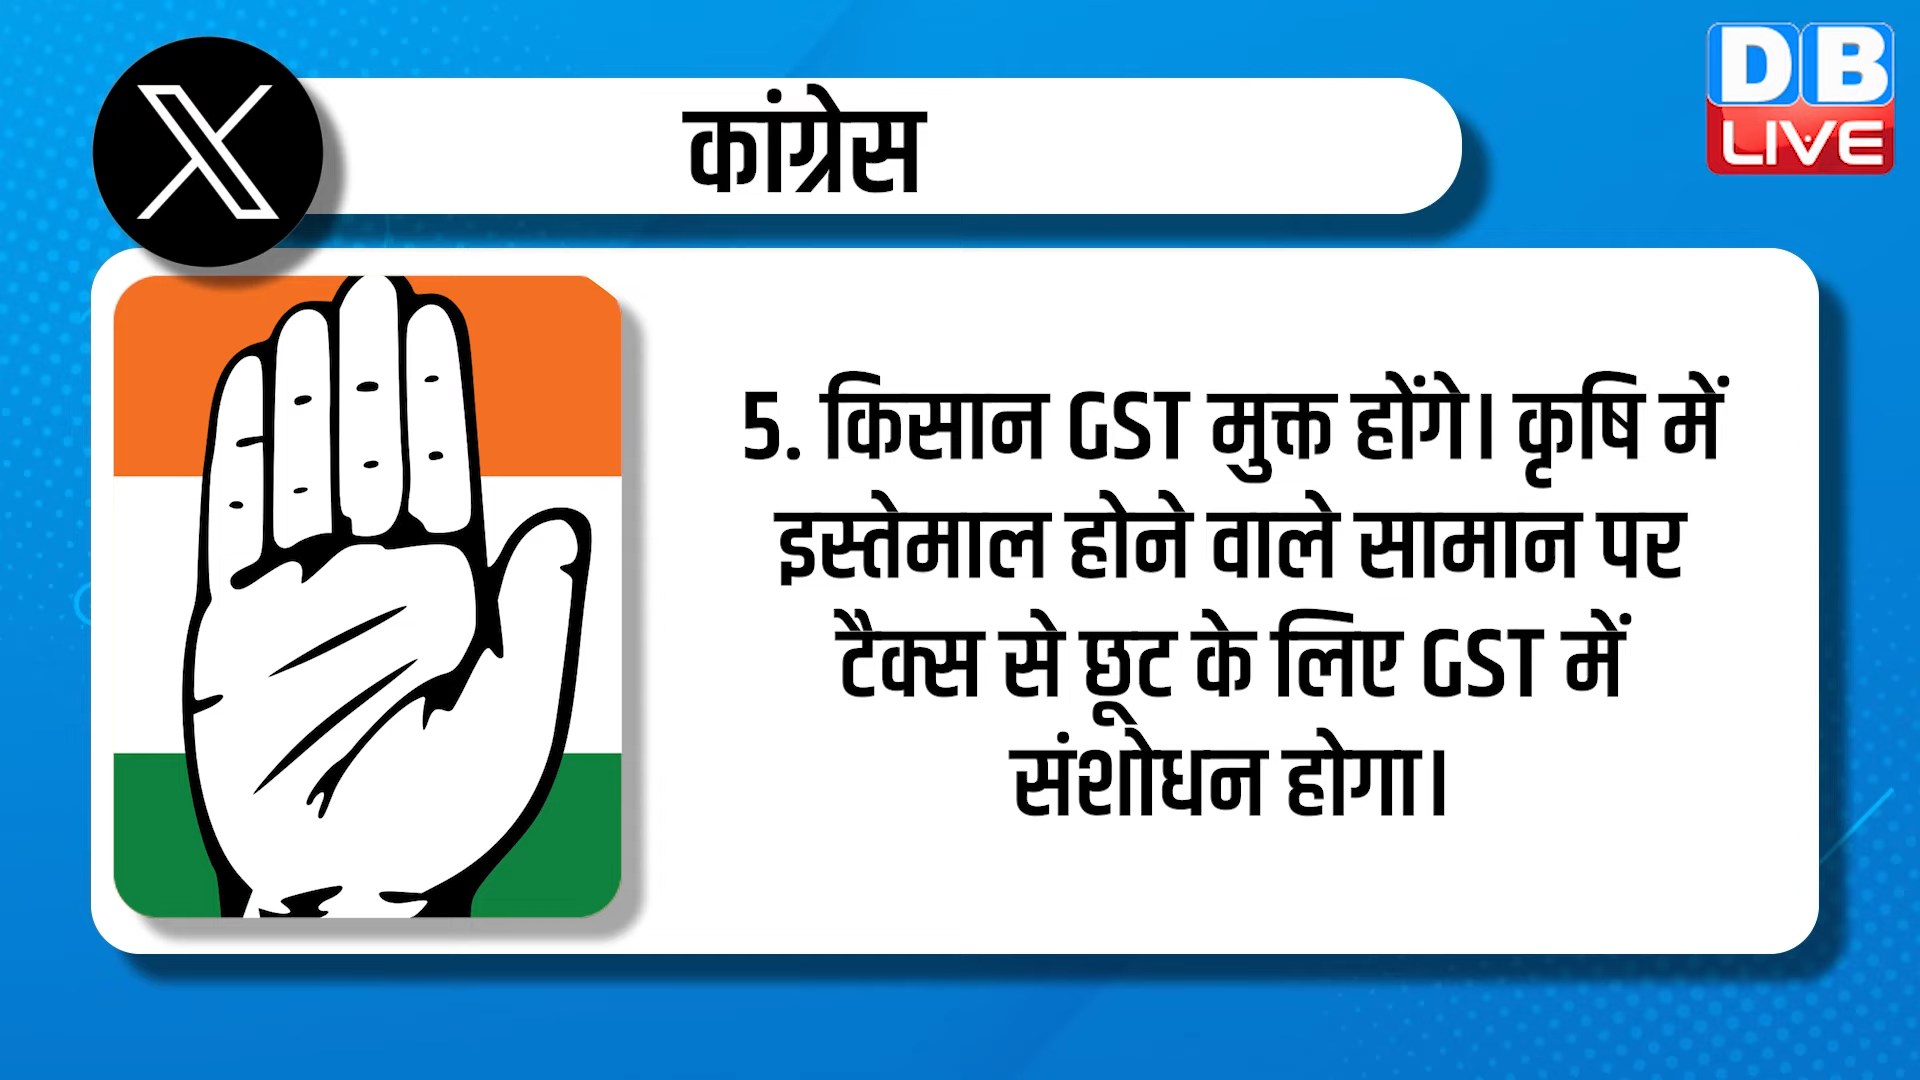 कांग्रेस
DB
LIVE
5. किसान GST मुक्त होंगे। कृषि में
इस्तेमाल होने वाले सामान पर
टैक्स से छूट के लिए GST में
संशोधन होगा।